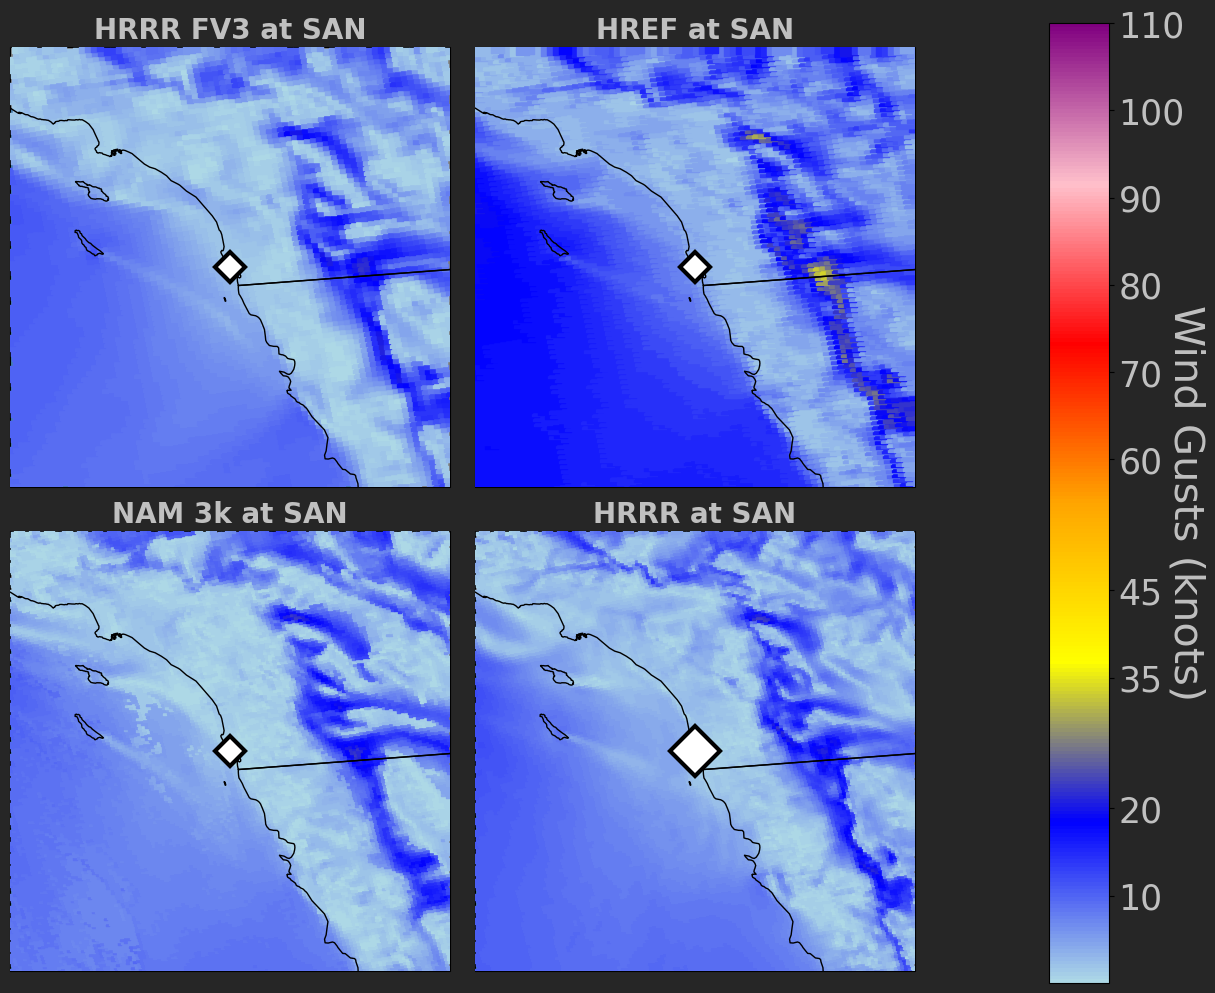 HRRR FV3 at SAN
HREF at SAN
NAM 3k at SAN
HRRR at SAN
110
100
90
80
70
60
45
35
20
10
Wind Gusts (knots)